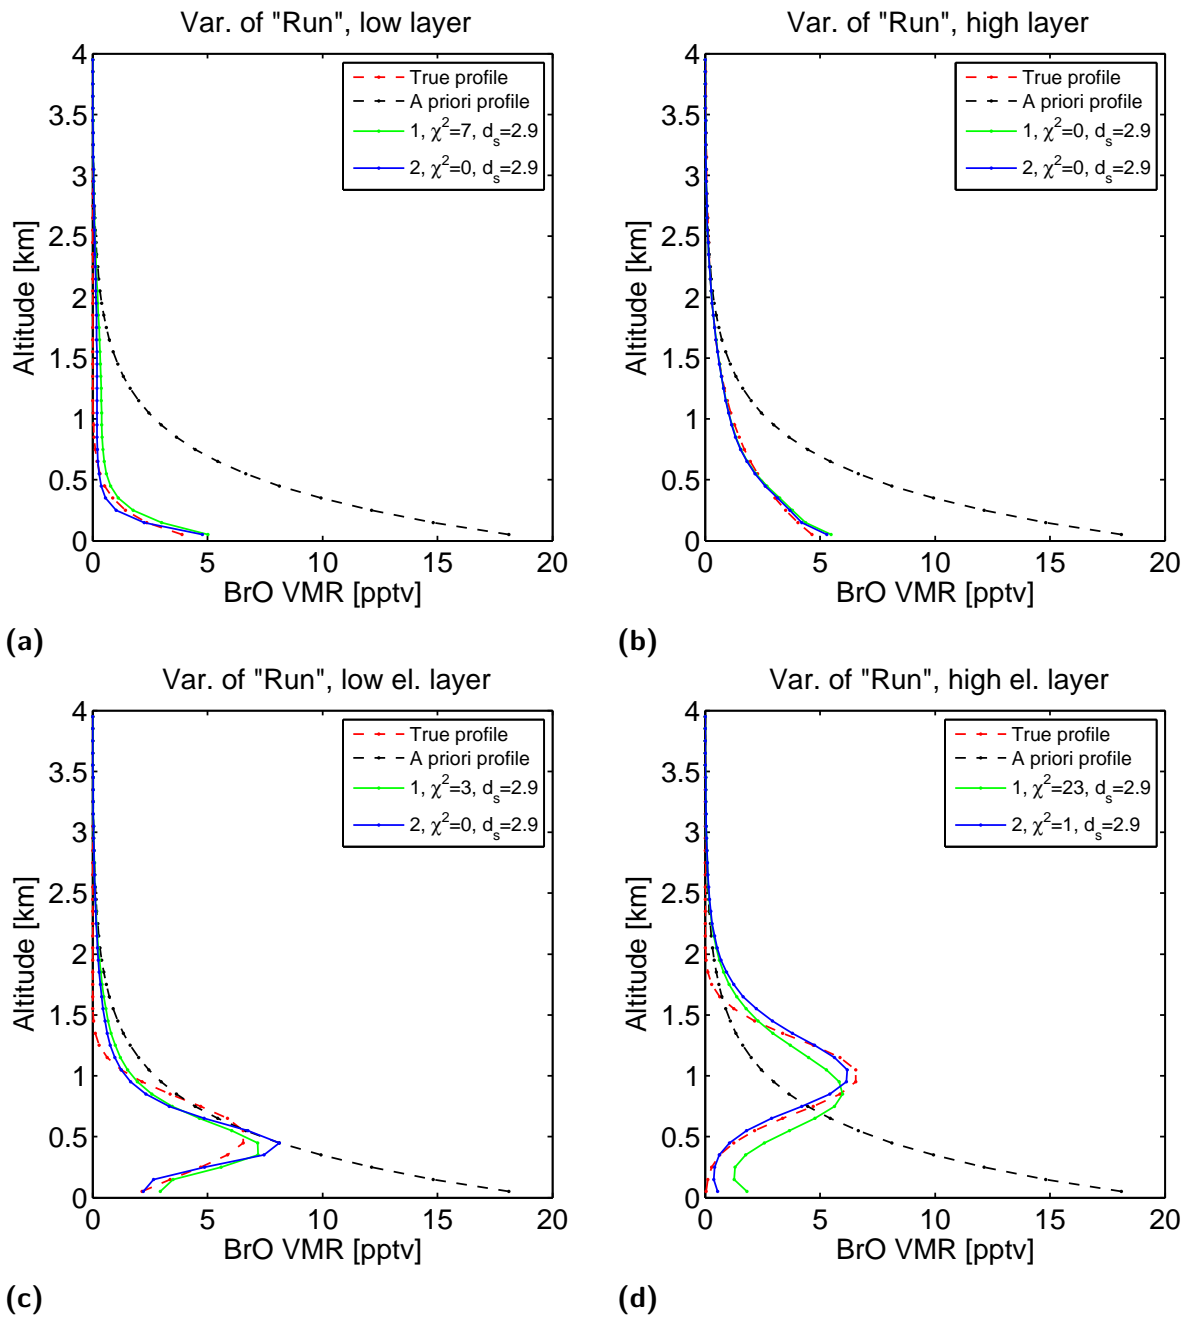 Var. of "Run", low layer
4
3.5
3
2.5
2
1.5
1
0.5
0
Altitude [km]
True profile
A priori profile
1, χ²=7, dₛ=2.9
2, χ²=0, dₛ=2.9
0 5 10 15 20
BrO VMR [pptv]
(a)
Var. of "Run", high layer
4
3.5
3
2.5
2
1.5
1
0.5
0
Altitude [km]
True profile
A priori profile
1, χ²=0, dₛ=2.9
2, χ²=0, dₛ=2.9
0 5 10 15 20
BrO VMR [pptv]
(b)
Var. of "Run", low el. layer
4
3.5
3
2.5
2
1.5
1
0.5
0
Altitude [km]
True profile
A priori profile
1, χ²=3, dₛ=2.9
2, χ²=0, dₛ=2.9
0 5 10 15 20
BrO VMR [pptv]
(c)
Var. of "Run", high el. layer
4
3.5
3
2.5
2
1.5
1
0.5
0
Altitude [km]
True profile
A priori profile
1, χ²=23, dₛ=2.9
2, χ²=1, dₛ=2.9
0 5 10 15 20
BrO VMR [pptv]
(d)